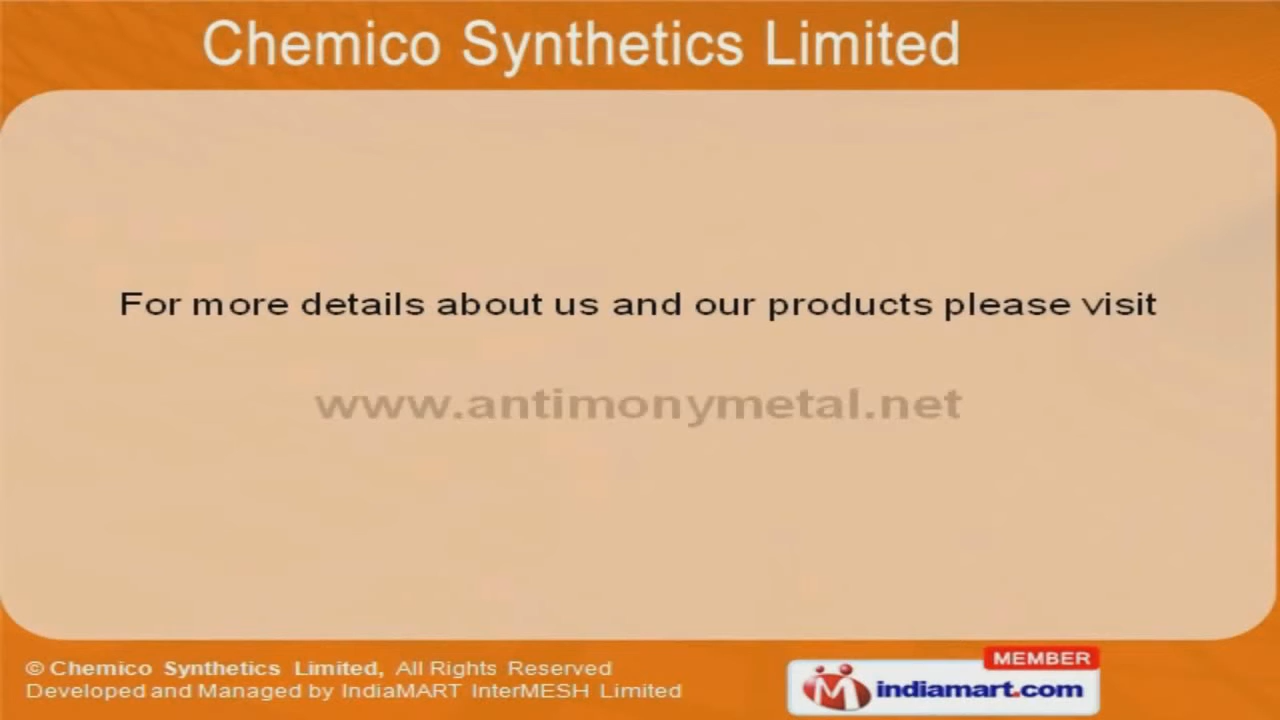 Chemico Synthetics Limited
For more details about us and our products please visit
www.antimonymetal.net
© Chemico Synthetics Limited, All Rights Reserved
Developed and Managed by IndiaMART InterMESH Limited
MEMBER
indiamart.com